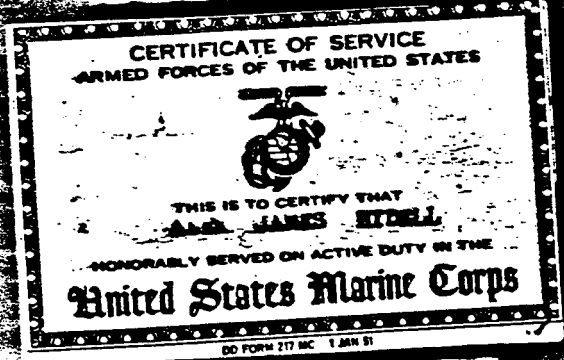 CERTIFICATE OF SERVICE
ARMED FORCES OF THE UNITED STATES
THIS IS TO CERTIFY THAT
ALEK JAMES HIDELL
HONORABLY SERVED ON ACTIVE DUTY IN THE
United States Marine Corps
DD FORM 217 MC 1 JAN 51